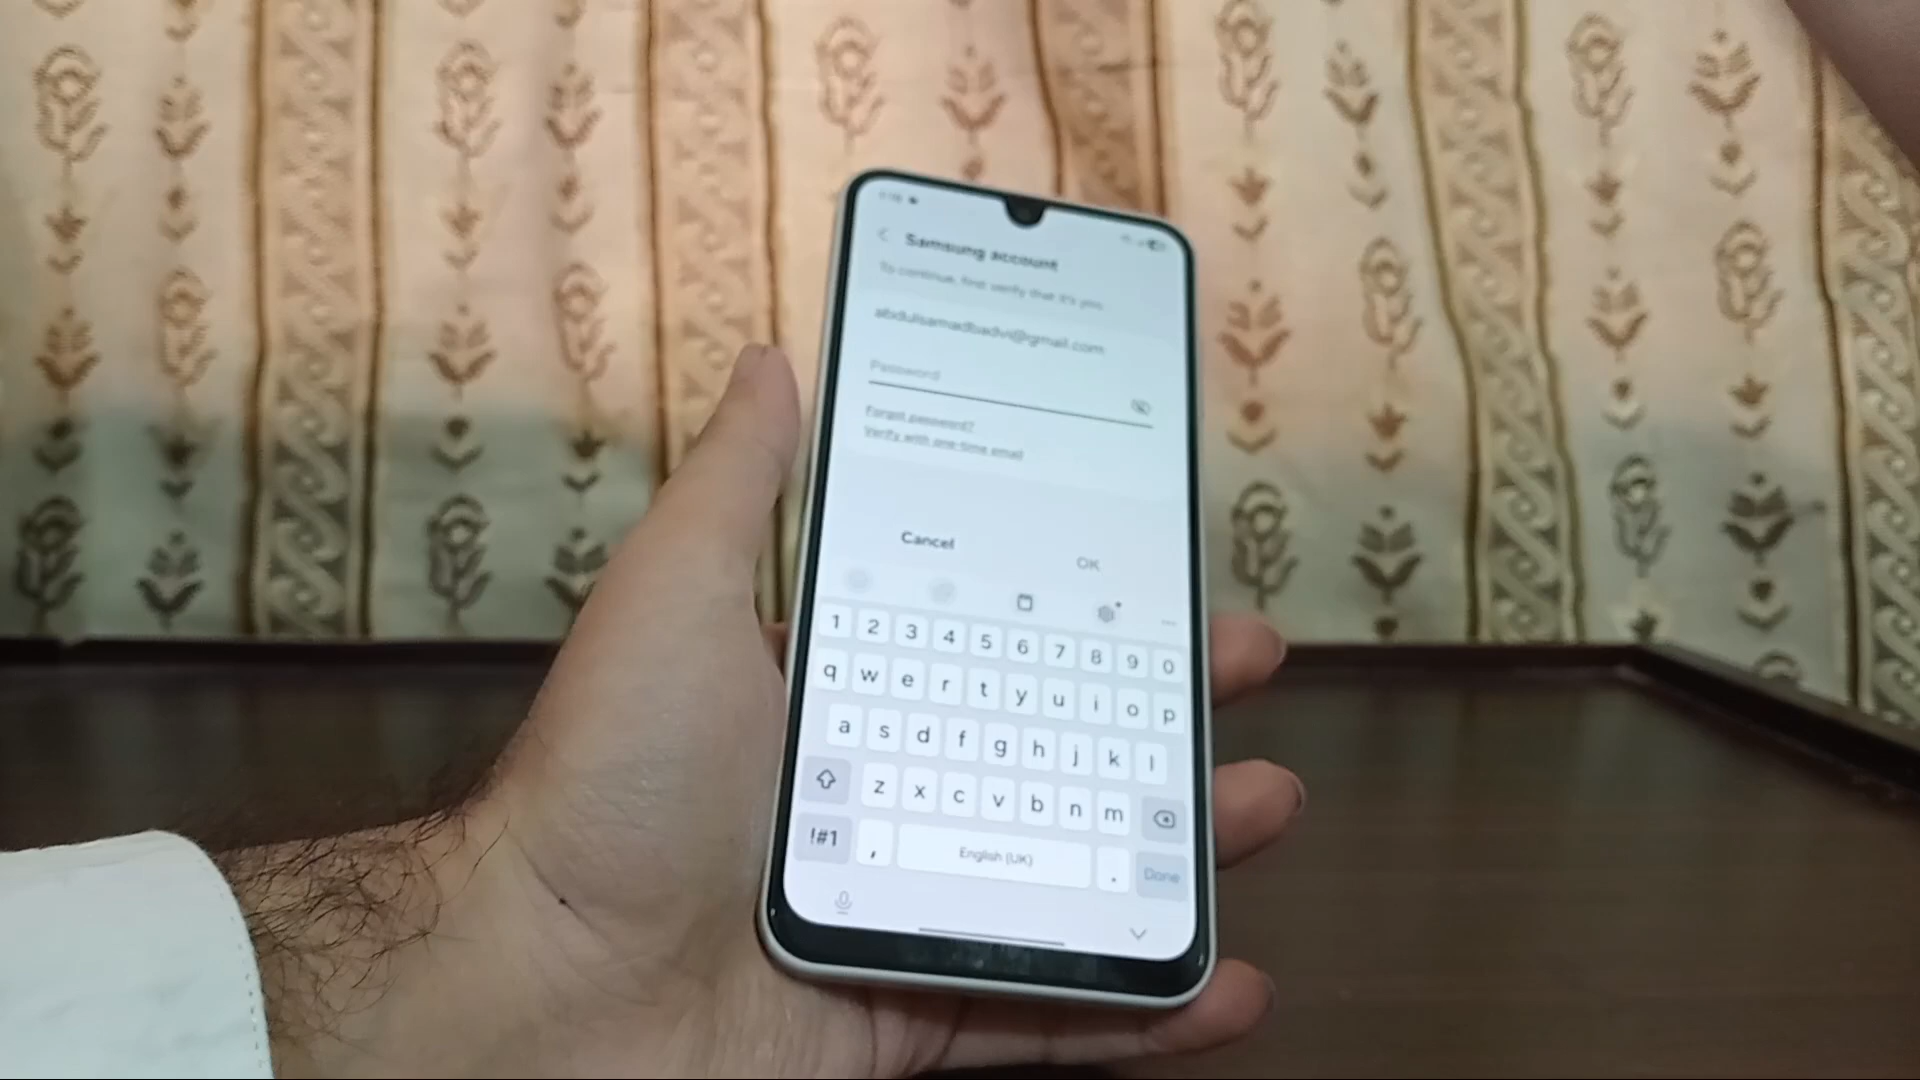 Samsung account
To continue, first verify that it's you.
abdulsamadbadvi@gmail.com
Password
Forgot password?
Verify with one-time email
Cancel
OK
1 2 3 4 5 6 7 8 9 0
q w e r t y u i o p
a s d f g h j k l
z x c v b n m
!#1 , English (UK) . Done